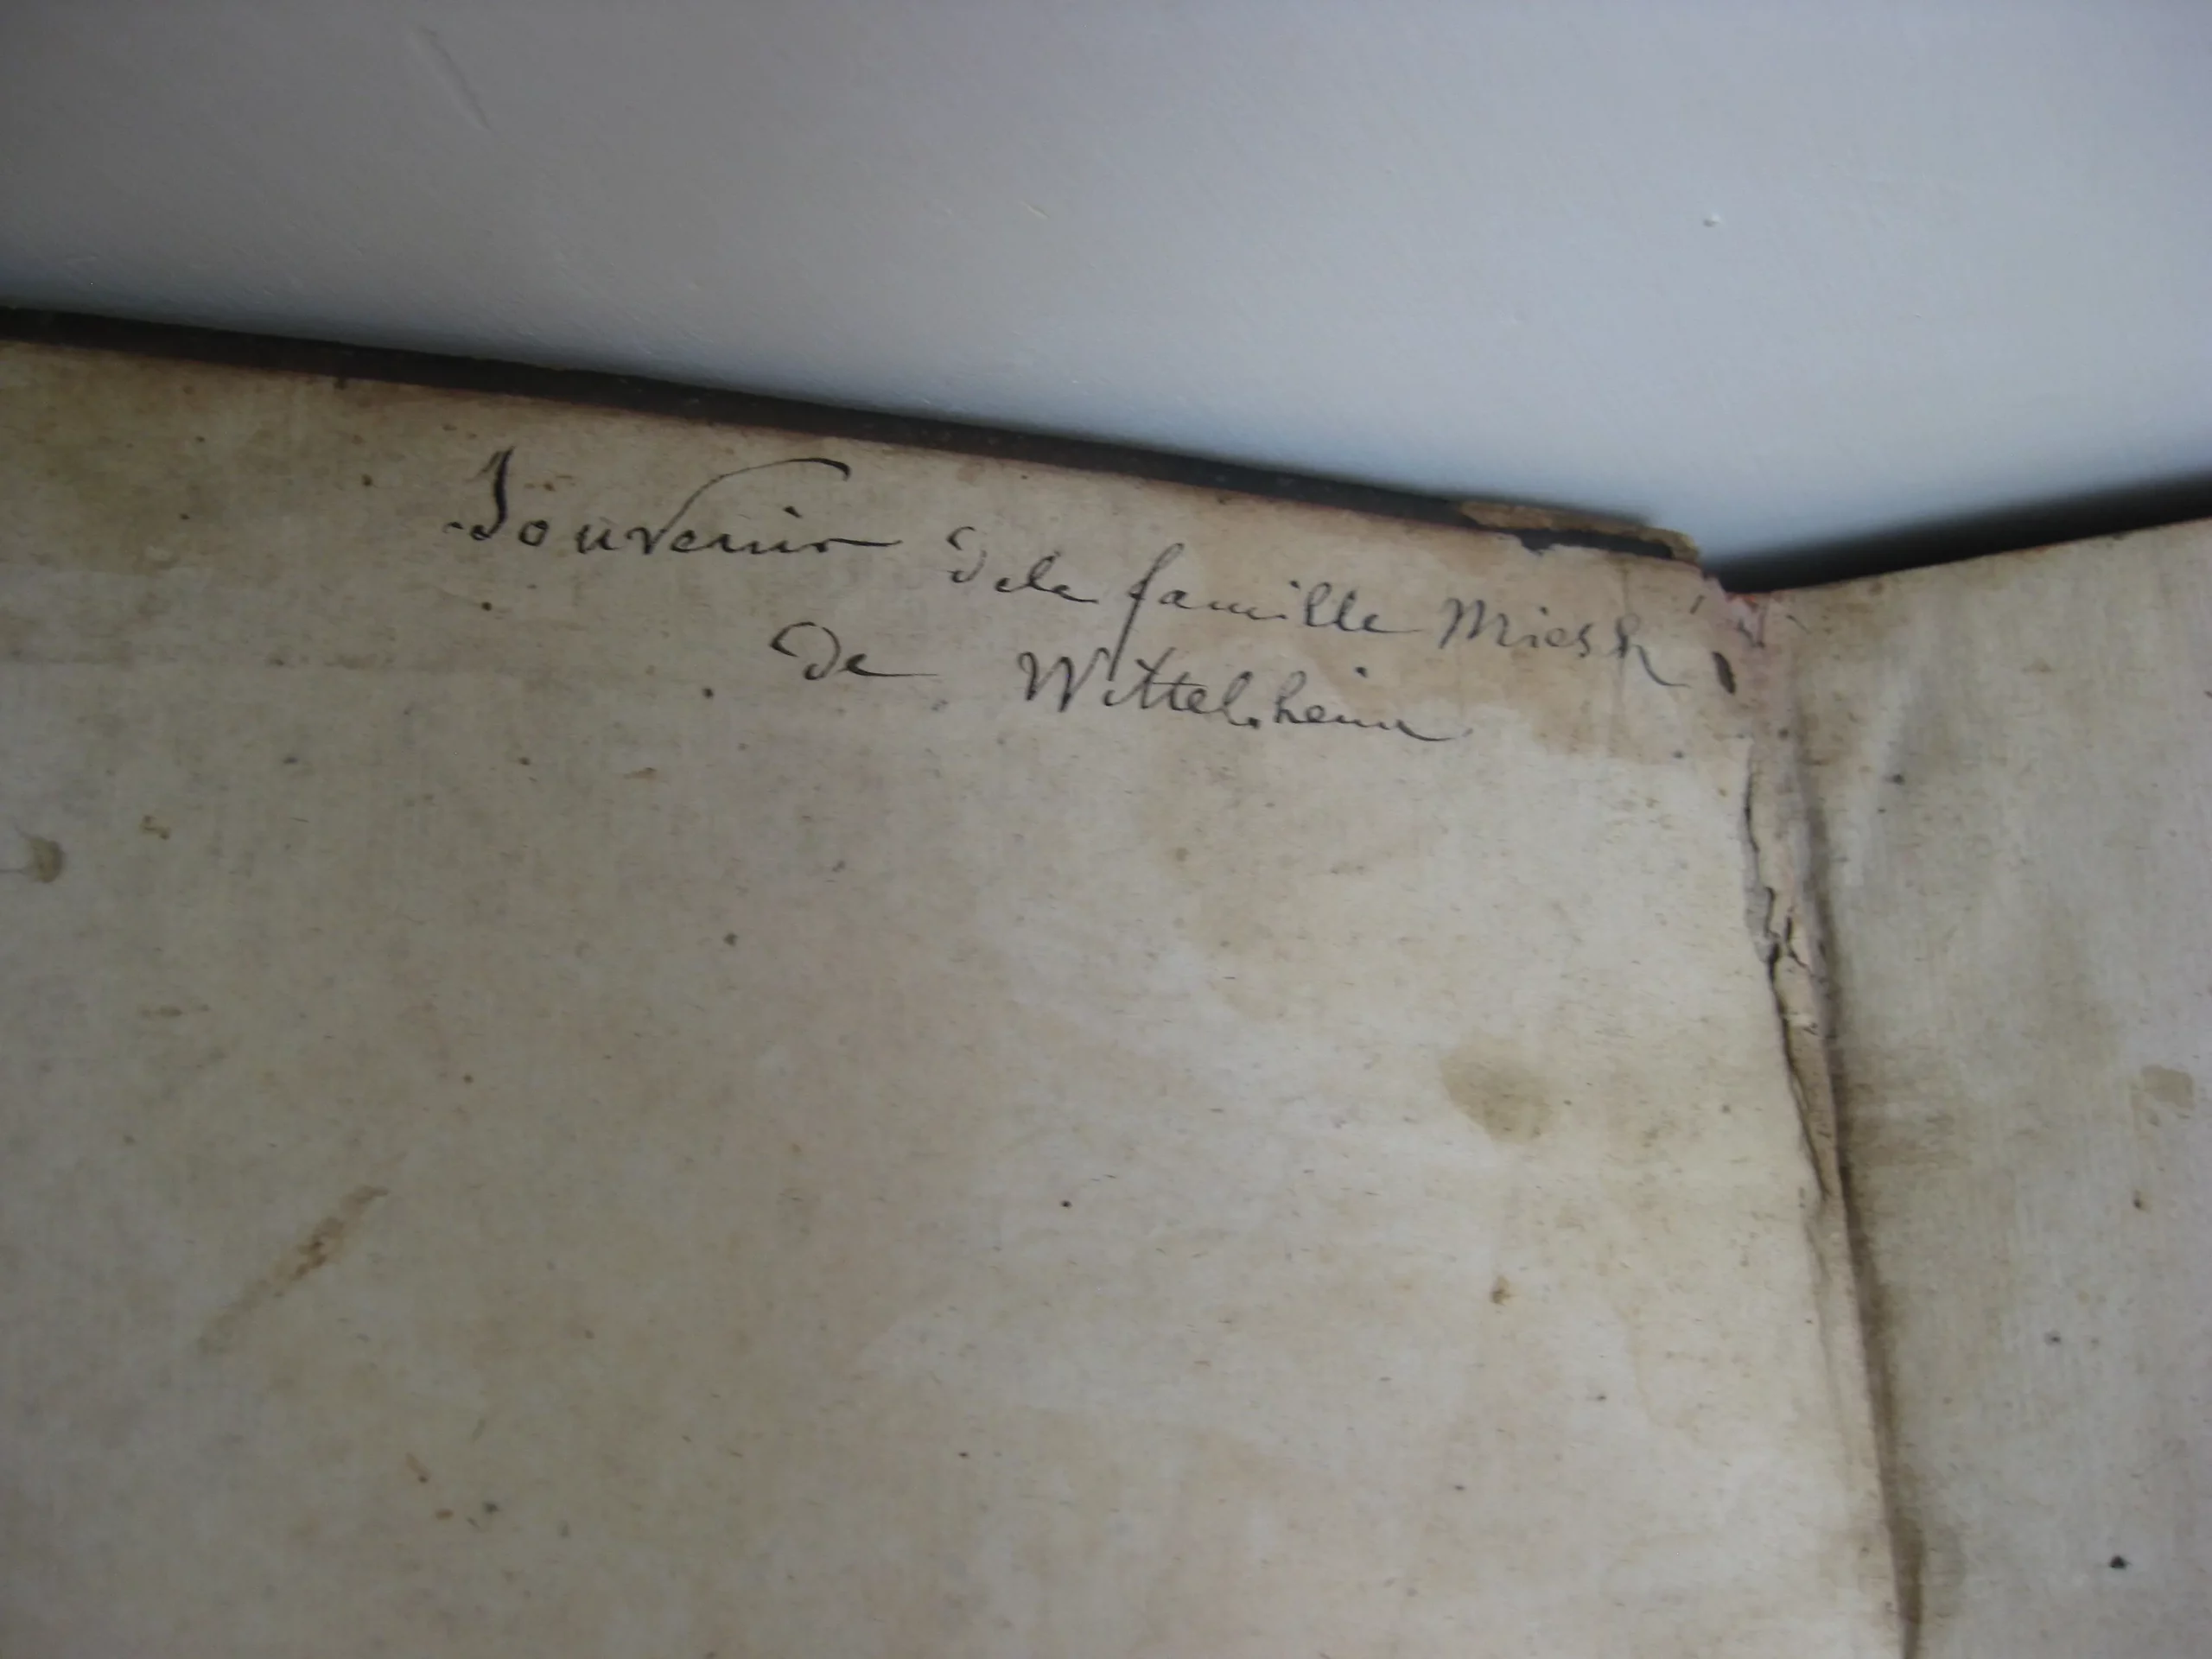 Souvenir de la famille Miesch
de Wittelsheim